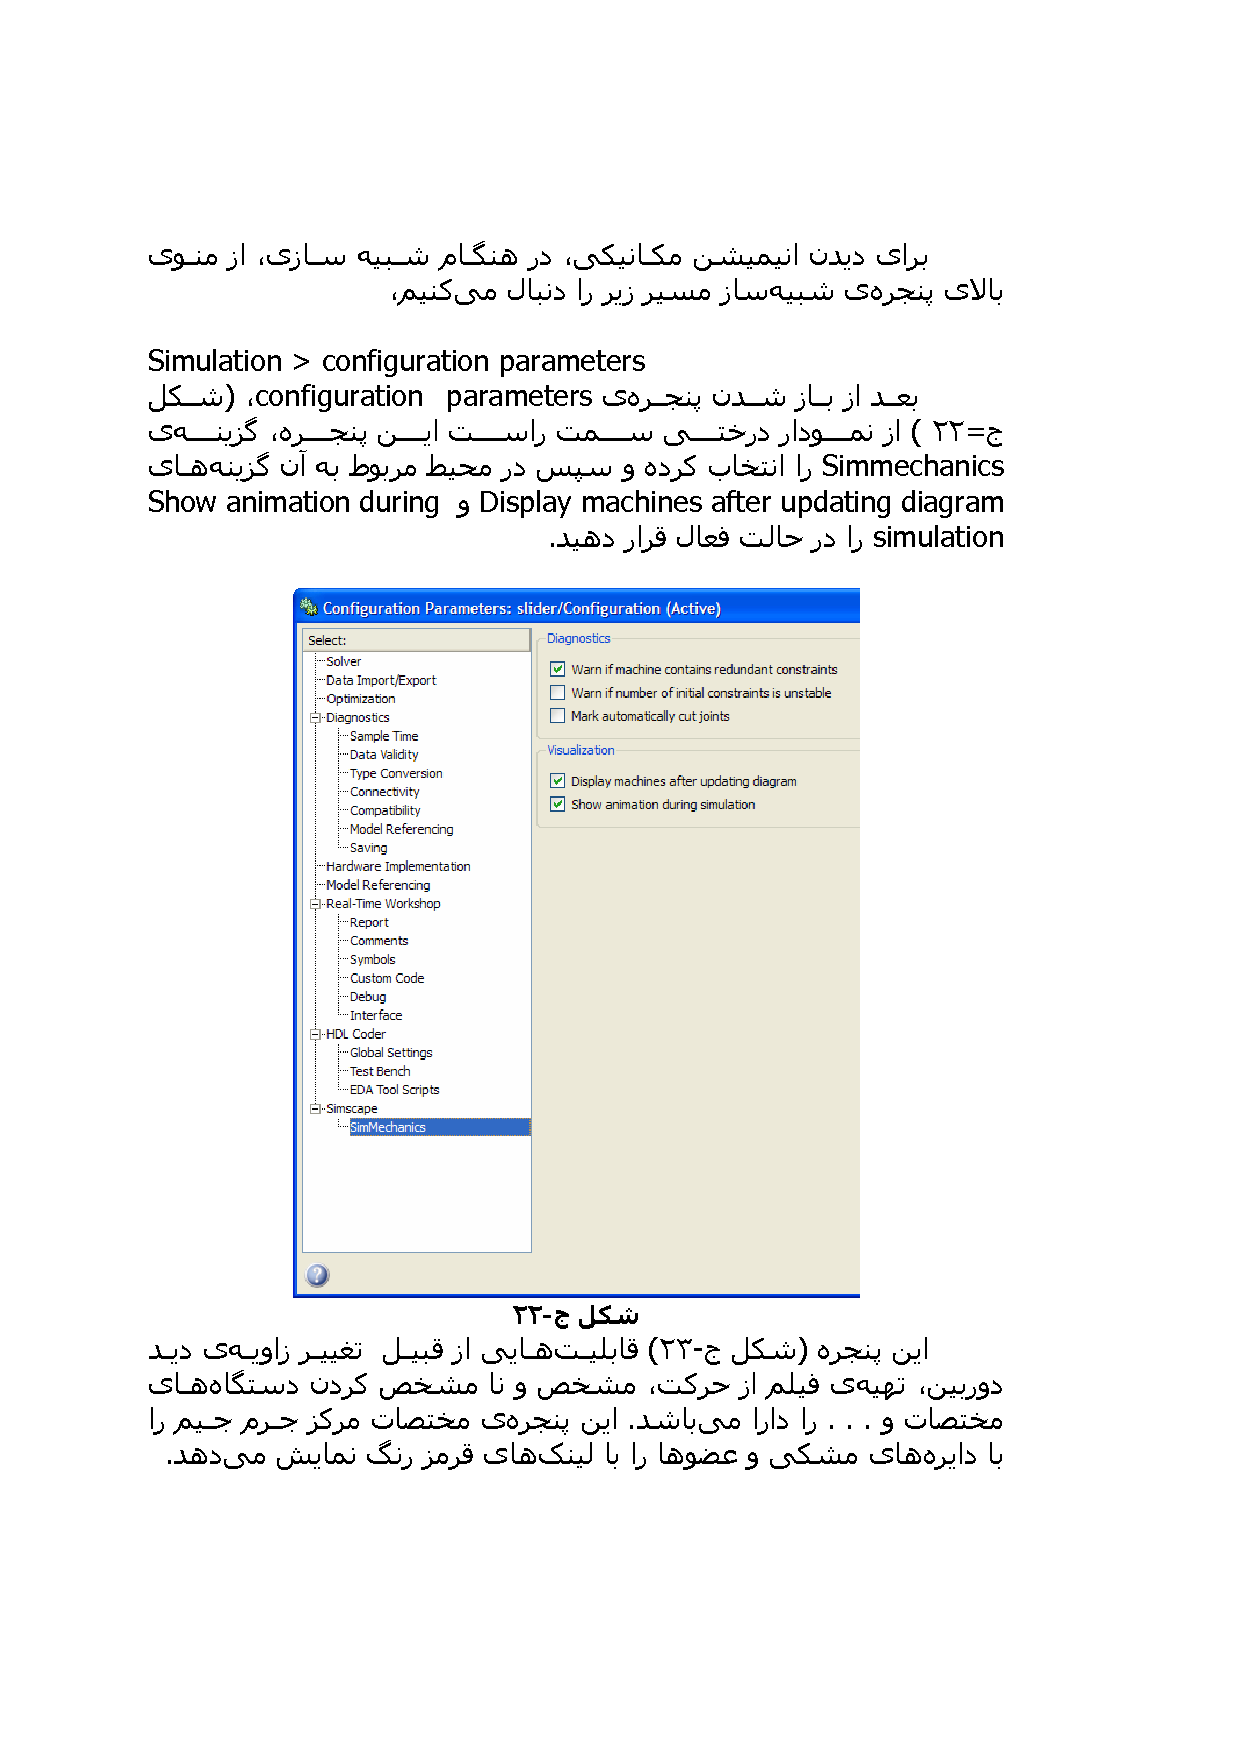 برای دیدن انیمیشن مکانیکی، در هنگام شبیه سازی، از منوی
بالای پنجره‌ی شبیه‌ساز مسیر زیر را دنبال می‌کنیم،
Simulation > configuration parameters
بعد از باز شدن پنجره‌ی configuration parameters، (شکل
ج=۲۲ ) از نمودار درختی سمت راست این پنجره، گزینه‌ی
Simmechanics را انتخاب کرده و سپس در محیط مربوط به آن گزینه‌های
Display machines after updating diagram و Show animation during
simulation را در حالت فعال قرار دهید.
Configuration Parameters: slider/Configuration (Active)
Select:
Solver
Data Import/Export
Optimization
Diagnostics
Sample Time
Data Validity
Type Conversion
Connectivity
Compatibility
Model Referencing
Saving
Hardware Implementation
Model Referencing
Real-Time Workshop
Report
Comments
Symbols
Custom Code
Debug
Interface
HDL Coder
Global Settings
Test Bench
EDA Tool Scripts
Simscape
SimMechanics
Diagnostics
Warn if machine contains redundant constraints
Warn if number of initial constraints is unstable
Mark automatically cut joints
Visualization
Display machines after updating diagram
Show animation during simulation
شکل ج-۲۲
این پنجره (شکل ج-۲۳) قابلیت‌هایی از قبیل تغییر زاویه‌ی دید
دوربین، تهیه‌ی فیلم از حرکت، مشخص و نا مشخص کردن دستگاه‌های
مختصات و . . . را دارا می‌باشد. این پنجره‌ی مختصات مرکز جرم جیم را
با دایره‌های مشکی و عضوها را با لینک‌های قرمز رنگ نمایش می‌دهد.